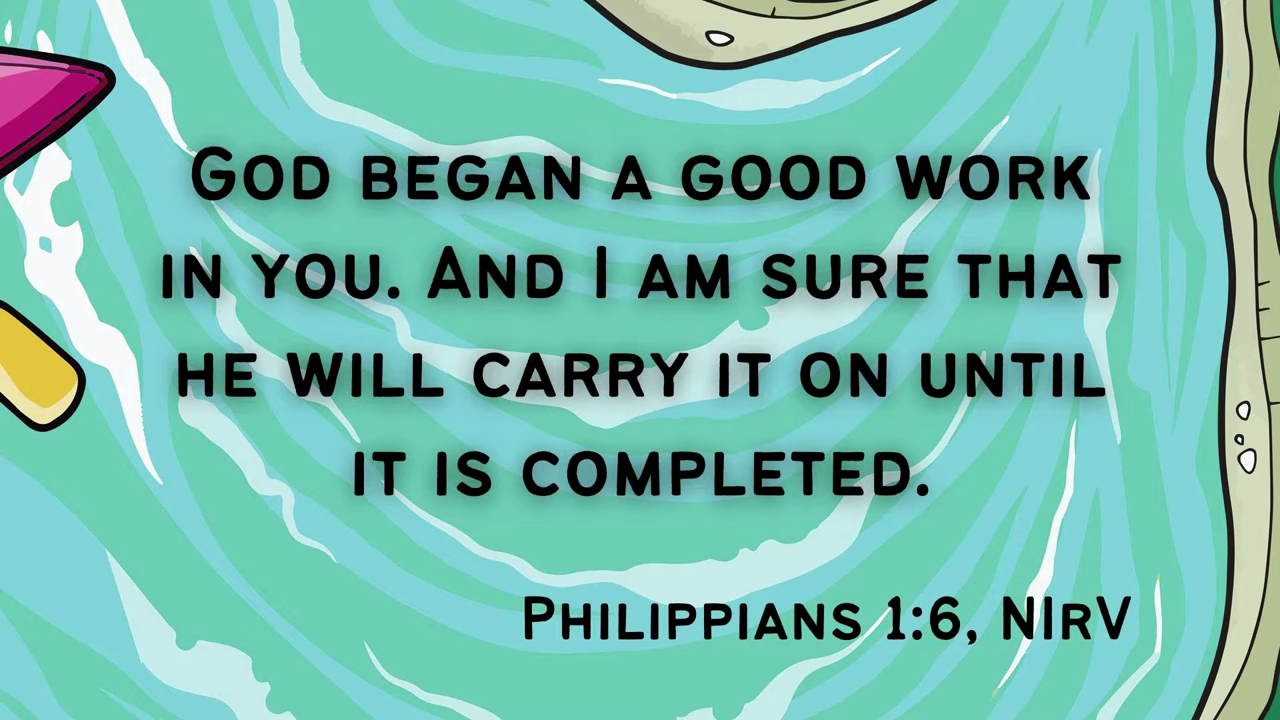 God began a good work
in you. And I am sure that
he will carry it on until
it is completed.
Philippians 1:6, NIrV